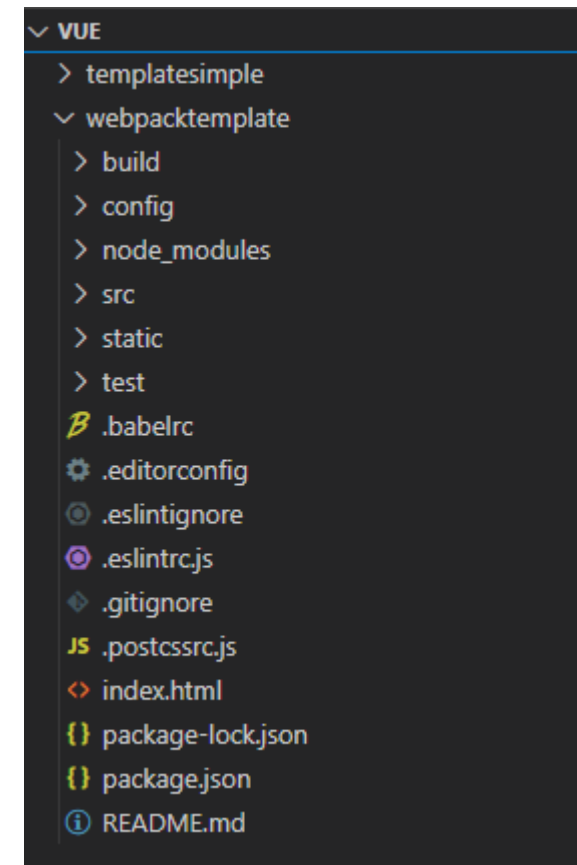 VUE
templatesimple
webpacktemplate
build
config
node_modules
src
static
test
.babelrc
.editorconfig
.eslintignore
.eslintrc.js
.gitignore
JS .postcssrc.js
index.html
{} package-lock.json
{} package.json
README.md